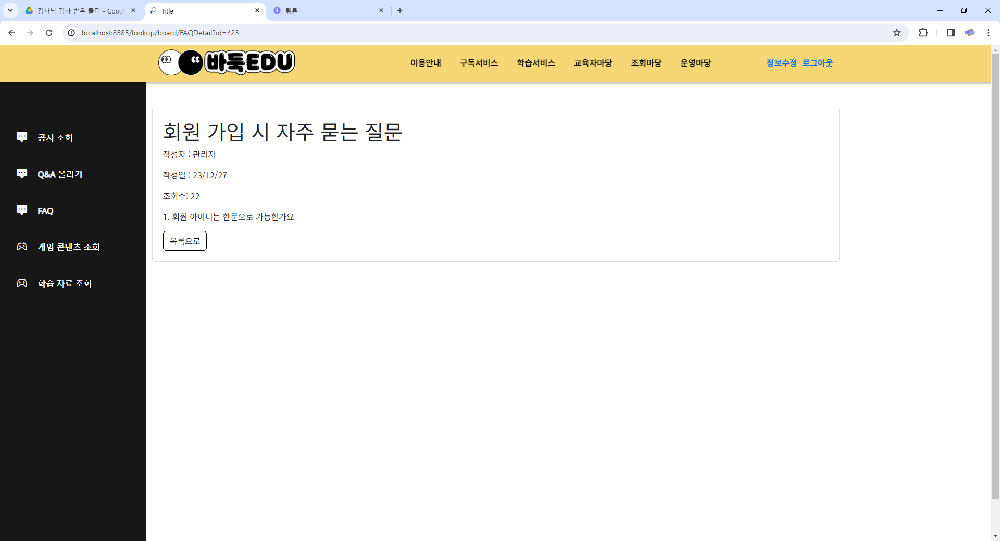 강사님 검사 받은 폴더 - Goog
Title
뤼튼
localhost:8585/lookup/board/FAQDetail?id=423
바둑EDU
이용안내
구독서비스
학습서비스
교육자마당
조회마당
운영마당
정보수정
로그아웃
공지 조회
Q&A 올리기
FAQ
게임 콘텐츠 조회
학습 자료 조회
회원 가입 시 자주 묻는 질문
작성자 : 관리자
작성일 : 23/12/27
조회수: 22
1. 회원 아이디는 한문으로 가능한가요
목록으로